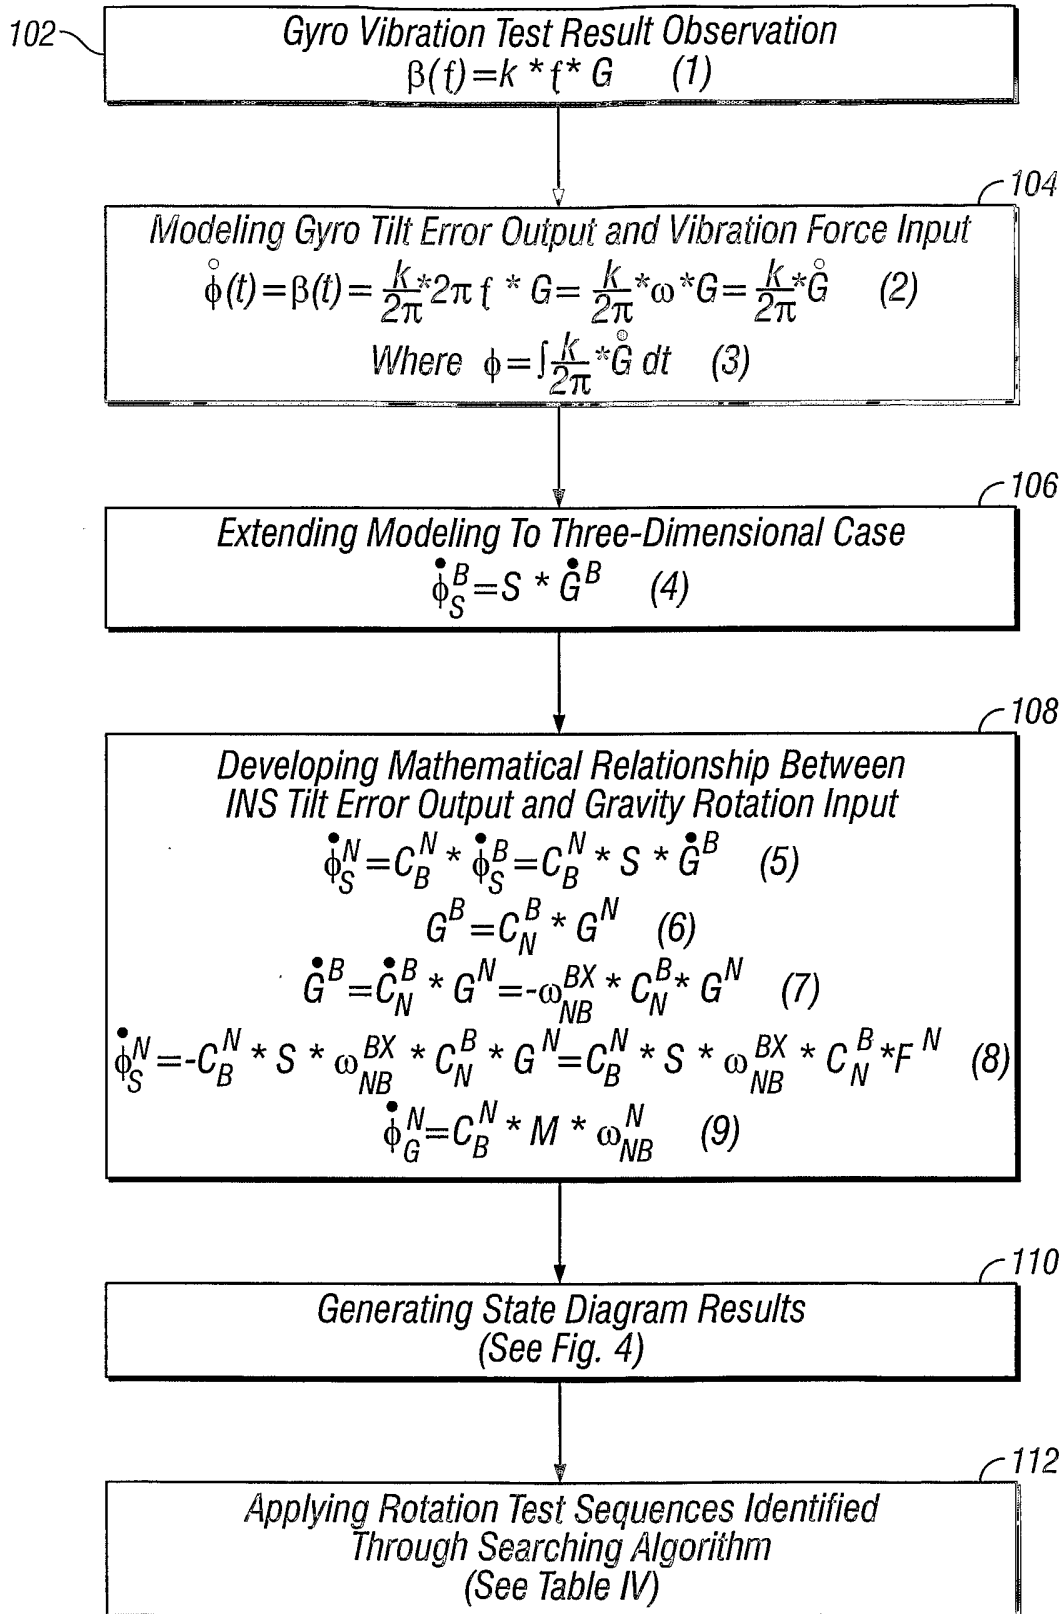 102
Gyro Vibration Test Result Observation
β(f)=k * f * G (1)
104
Modeling Gyro Tilt Error Output and Vibration Force Input
ϕ̊(t)=β(t)=k/2π*2π f * G=k/2π*ω*G=k/2π*G̊ (2)
Where ϕ=∫k/2π*G̊ dt (3)
106
Extending Modeling To Three-Dimensional Case
ϕ̇_S^B=S * Ġ^B (4)
108
Developing Mathematical Relationship Between
INS Tilt Error Output and Gravity Rotation Input
ϕ̇_S^N=C_B^N * ϕ̇_S^B=C_B^N * S * Ġ^B (5)
G^B=C_N^B * G^N (6)
Ġ^B=Ċ_N^B * G^N=-ω_NB^BX * C_N^B * G^N (7)
ϕ̇_S^N=-C_B^N * S * ω_NB^BX * C_N^B * G^N=C_B^N * S * ω_NB^BX * C_N^B *F^N (8)
ϕ̇_G^N=C_B^N * M * ω_NB^N (9)
110
Generating State Diagram Results
(See Fig. 4)
112
Applying Rotation Test Sequences Identified
Through Searching Algorithm
(See Table IV)